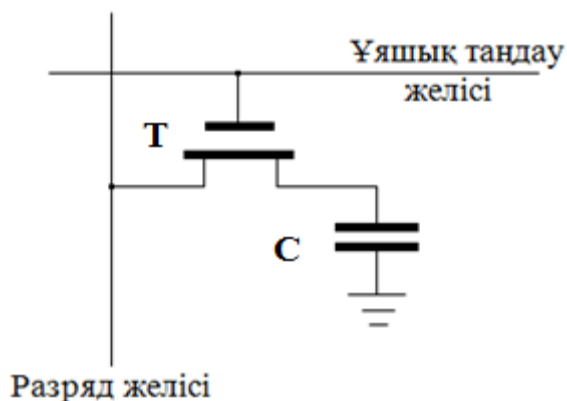 Ұяшық таңдау
желісі
T
C
Разряд желісі